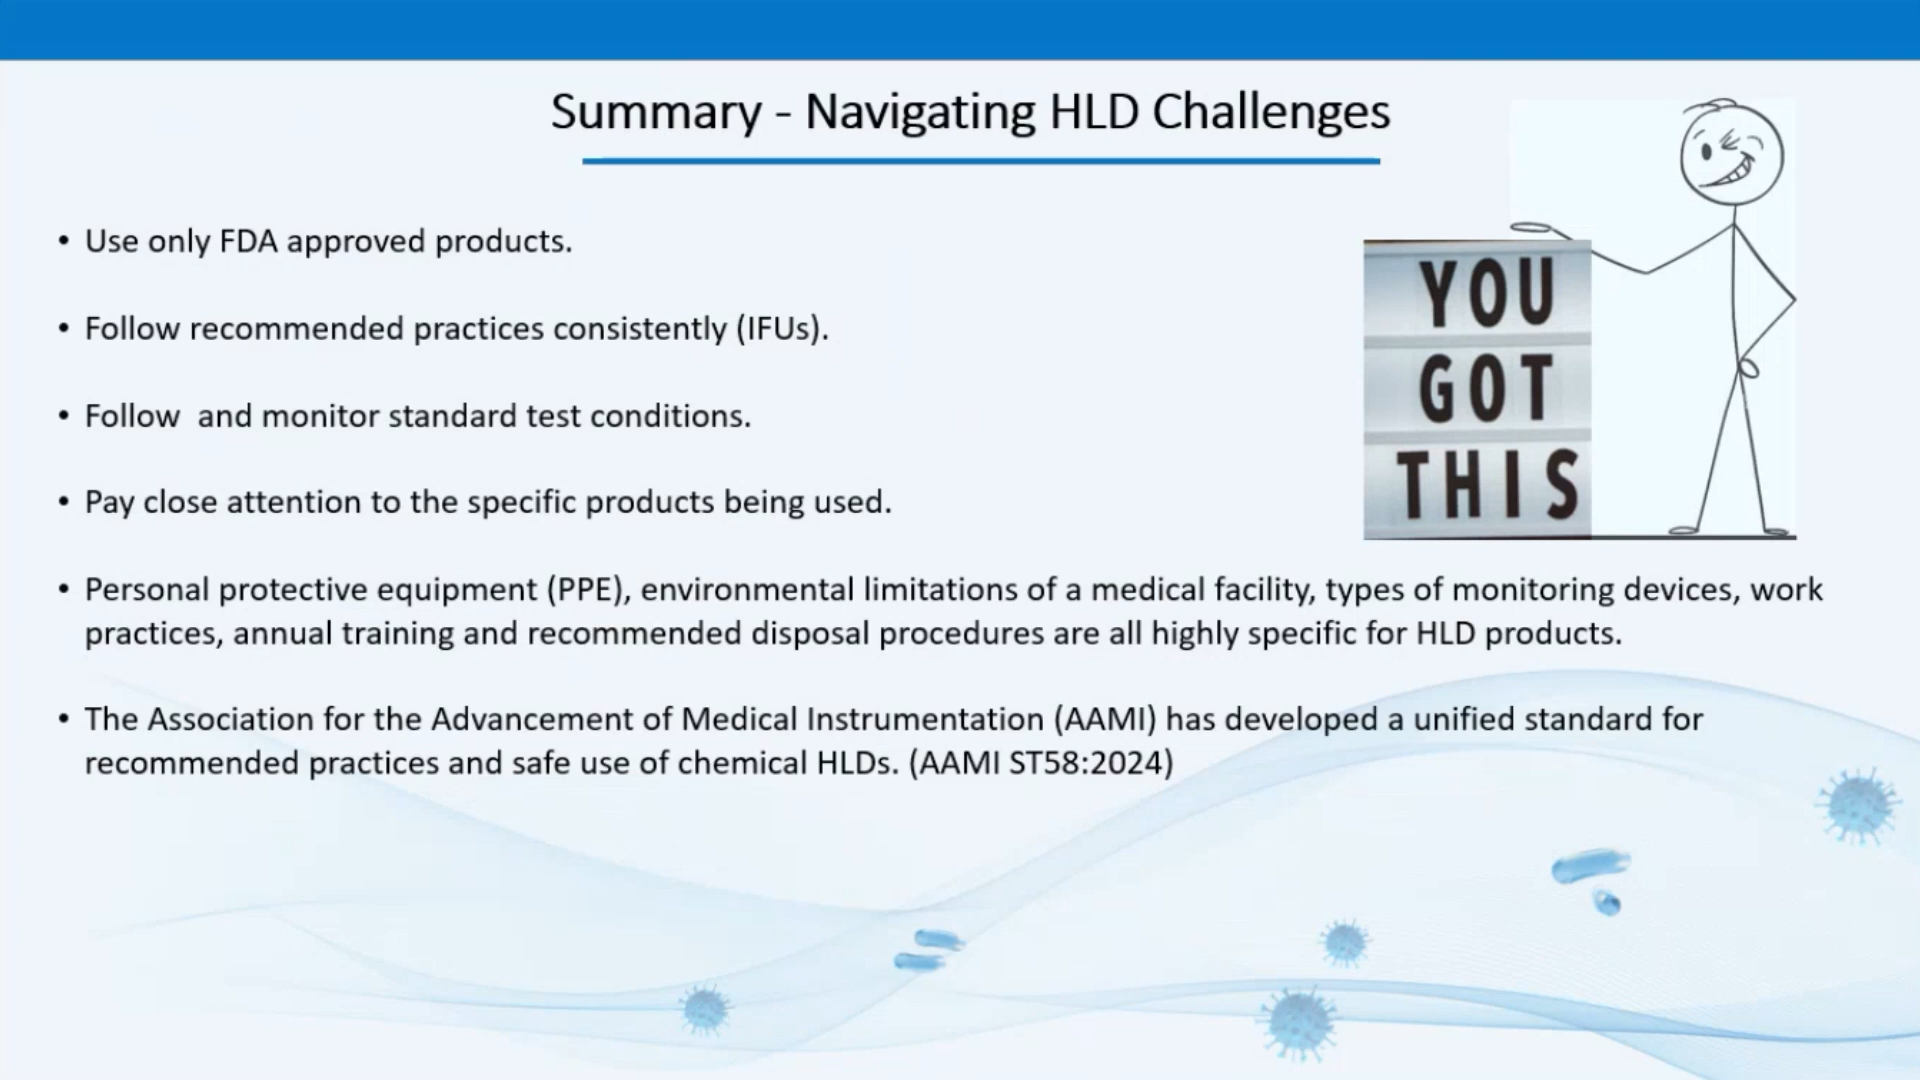 Summary - Navigating HLD Challenges
• Use only FDA approved products.
• Follow recommended practices consistently (IFUs).
• Follow  and monitor standard test conditions.
• Pay close attention to the specific products being used.
YOU
GOT
THIS
• Personal protective equipment (PPE), environmental limitations of a medical facility, types of monitoring devices, work
practices, annual training and recommended disposal procedures are all highly specific for HLD products.
• The Association for the Advancement of Medical Instrumentation (AAMI) has developed a unified standard for
recommended practices and safe use of chemical HLDs. (AAMI ST58:2024)